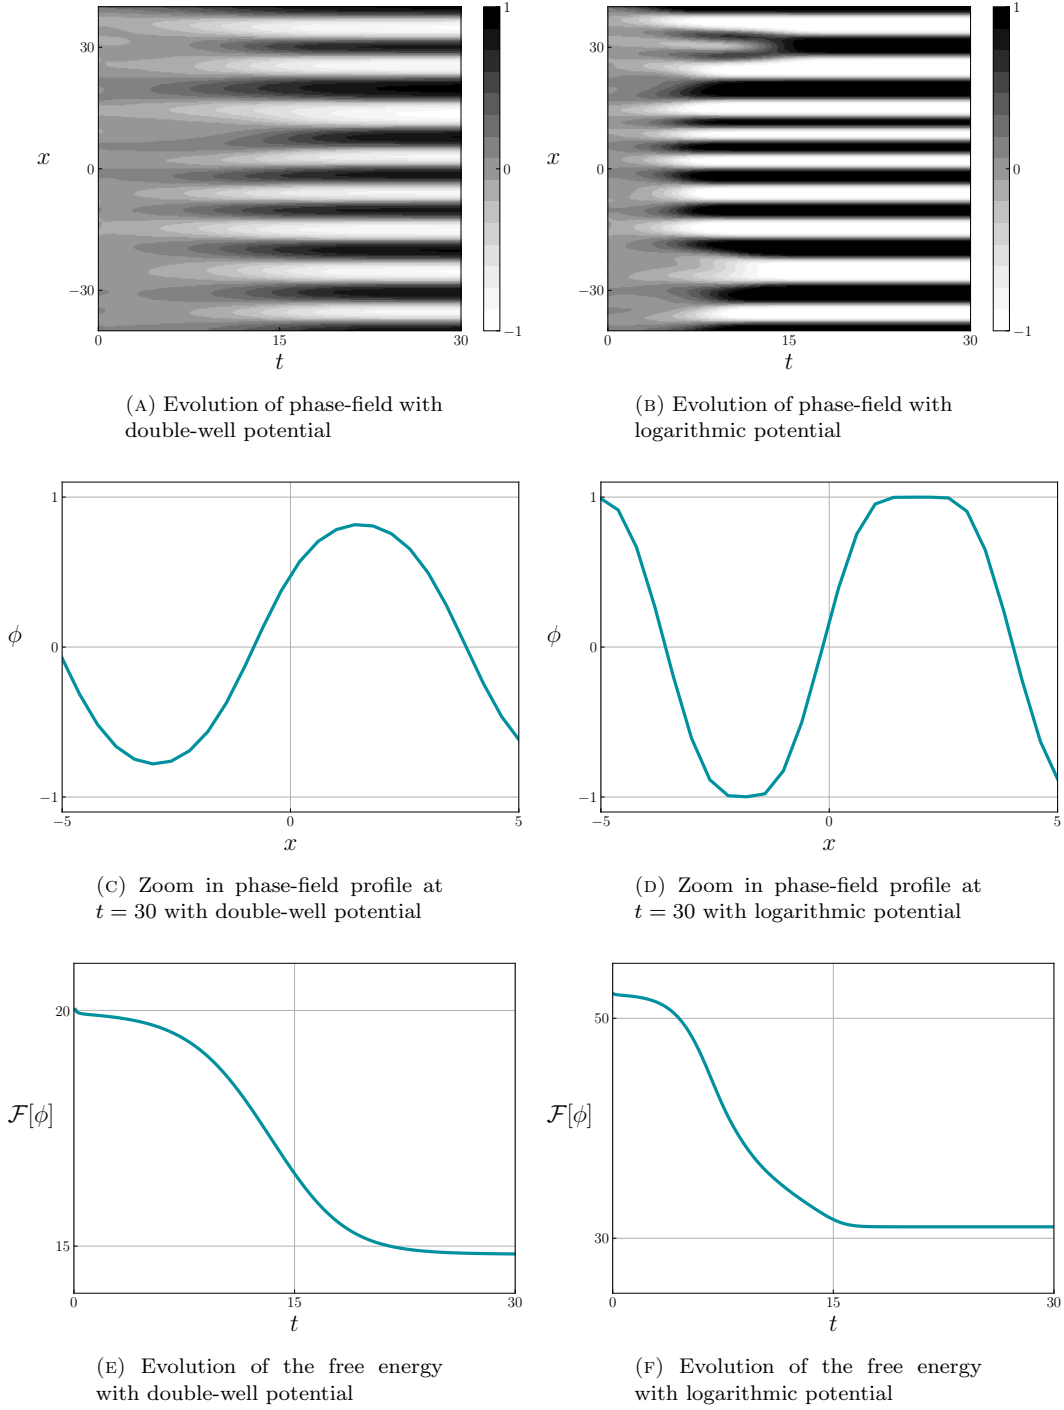 30
0
−30
x
0
15
30
t
1
0
−1
30
0
−30
x
0
15
30
t
1
0
−1
(A) Evolution of phase-field with
double-well potential
(B) Evolution of phase-field with
logarithmic potential
1
0
−1
ϕ
−5
0
5
x
1
0
−1
ϕ
−5
0
5
x
(C) Zoom in phase-field profile at
t = 30 with double-well potential
(D) Zoom in phase-field profile at
t = 30 with logarithmic potential
20
15
ℱ[ϕ]
0
15
30
t
50
30
ℱ[ϕ]
0
15
30
t
(E) Evolution of the free energy
with double-well potential
(F) Evolution of the free energy
with logarithmic potential